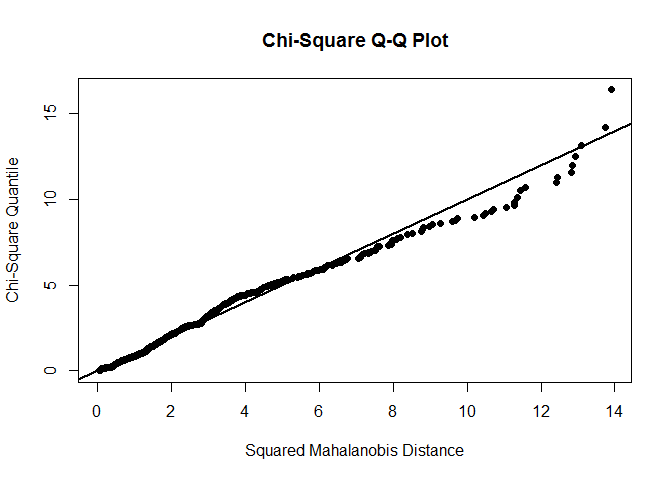 Chi-Square Q-Q Plot
Chi-Square Quantile
15
10
5
0
0 2 4 6 8 10 12 14
Squared Mahalanobis Distance